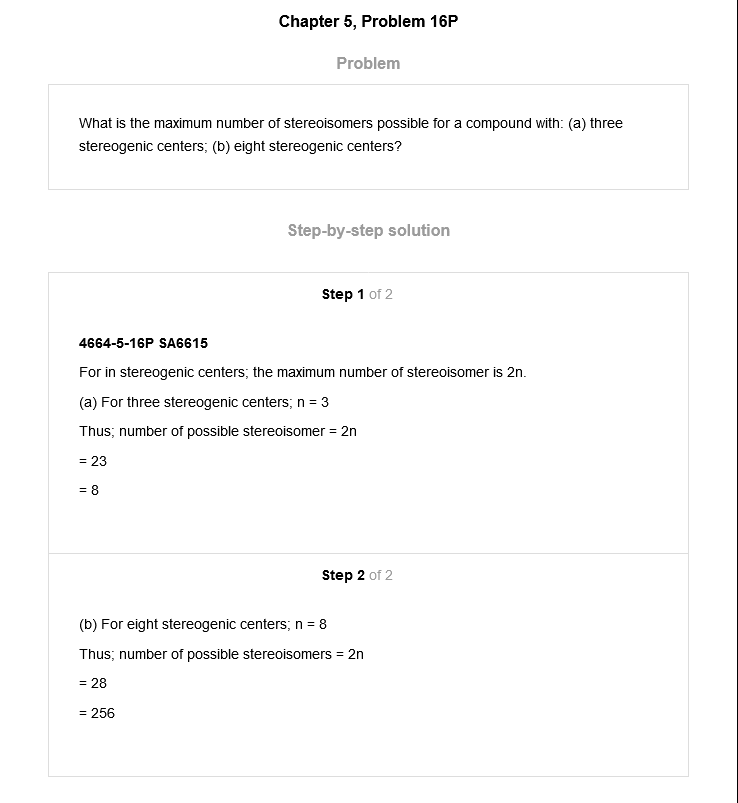 Chapter 5, Problem 16P
Problem
What is the maximum number of stereoisomers possible for a compound with: (a) three
stereogenic centers; (b) eight stereogenic centers?
Step-by-step solution
Step 1 of 2
4664-5-16P SA6615
For in stereogenic centers; the maximum number of stereoisomer is 2n.
(a) For three stereogenic centers; n = 3
Thus; number of possible stereoisomer = 2n
= 23
= 8
Step 2 of 2
(b) For eight stereogenic centers; n = 8
Thus; number of possible stereoisomers = 2n
= 28
= 256